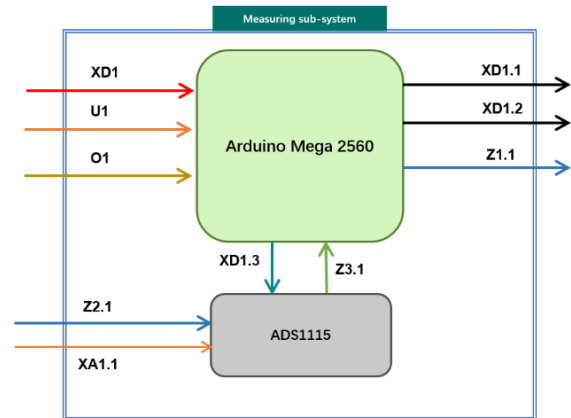 Measuring sub-system
XD1
U1
O1
Arduino Mega 2560
XD1.1
XD1.2
Z1.1
XD1.3
Z3.1
Z2.1
XA1.1
ADS1115